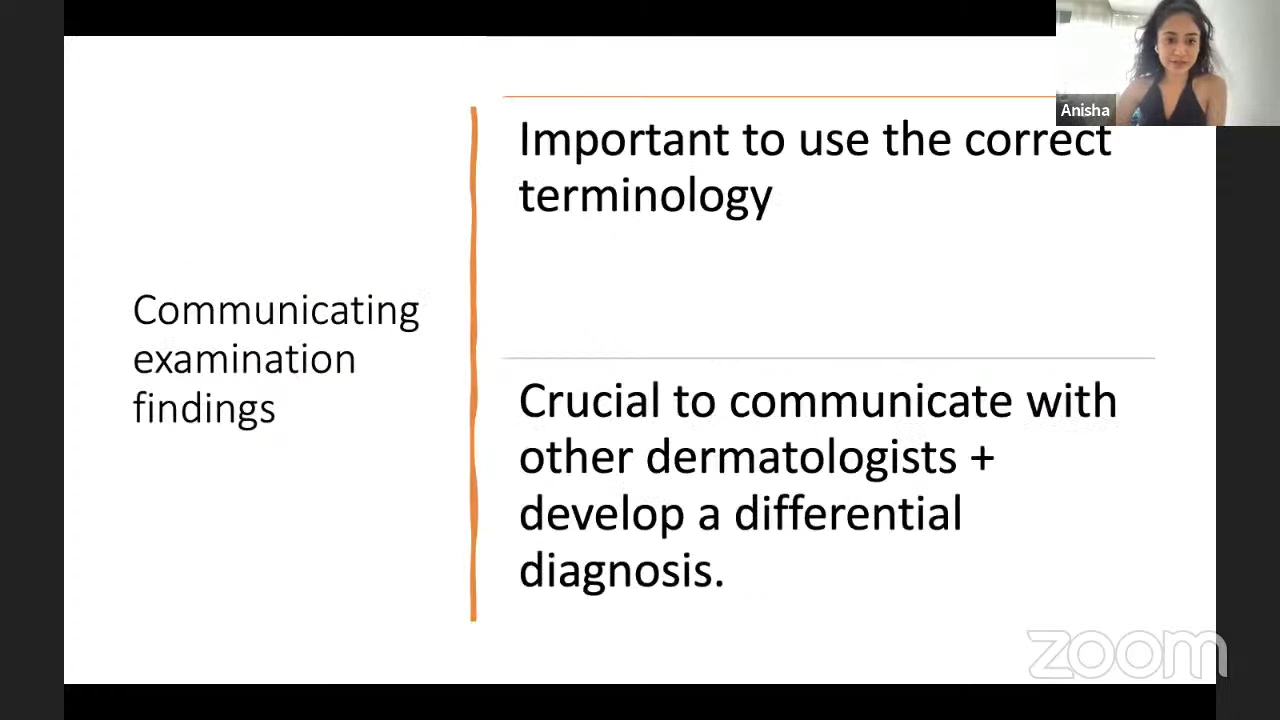 Anisha
Important to use the correct
terminology
Communicating
examination
findings
Crucial to communicate with
other dermatologists +
develop a differential
diagnosis.
zoom